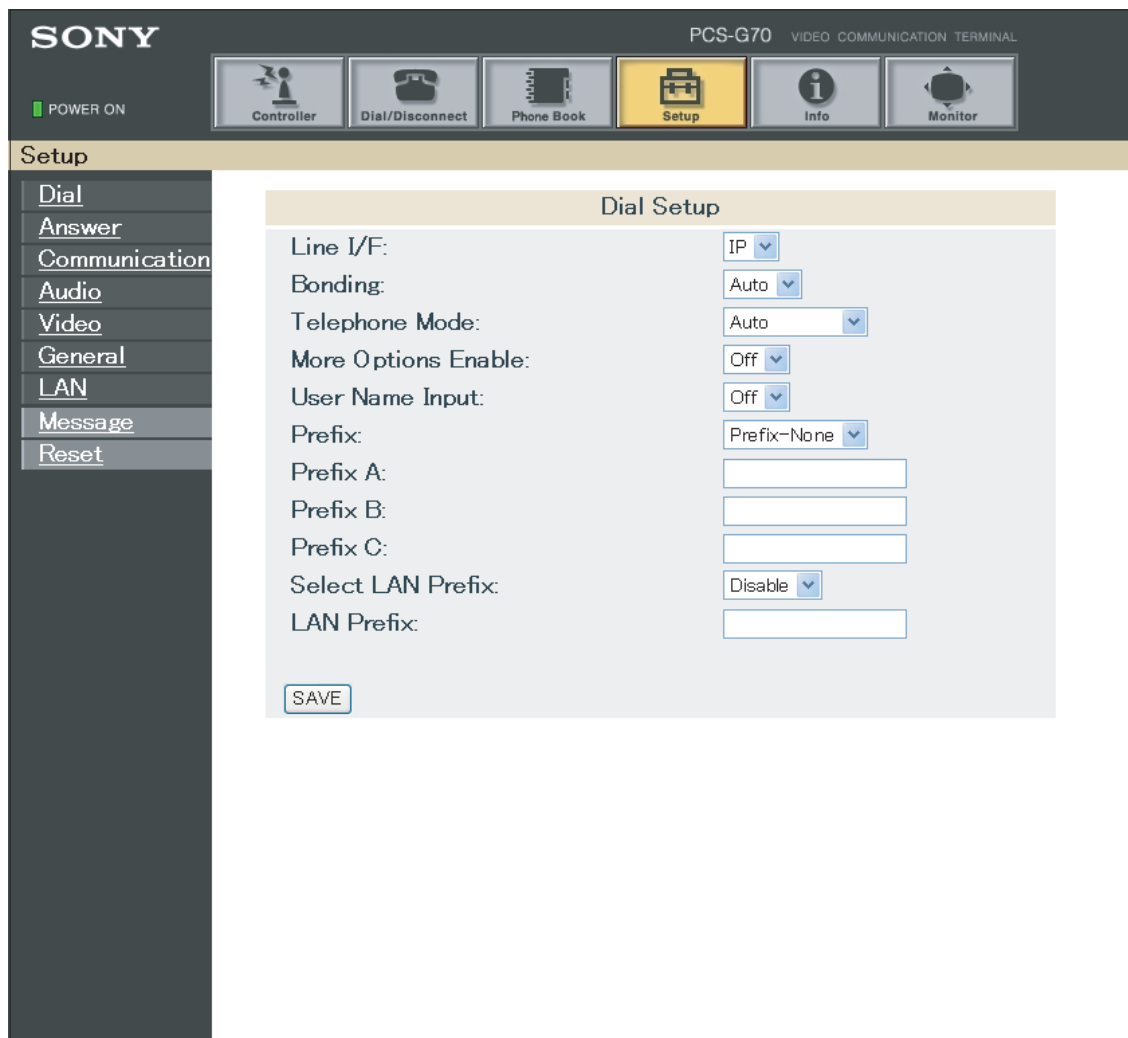 SONY
PCS-G70 VIDEO COMMUNICATION TERMINAL
POWER ON
Controller
Dial/Disconnect
Phone Book
Setup
Info
Monitor
Setup
Dial
Answer
Communication
Audio
Video
General
LAN
Message
Reset
Dial Setup
Line I/F: IP
Bonding: Auto
Telephone Mode: Auto
More Options Enable: Off
User Name Input: Off
Prefix: Prefix-None
Prefix A:
Prefix B:
Prefix C:
Select LAN Prefix: Disable
LAN Prefix:
SAVE